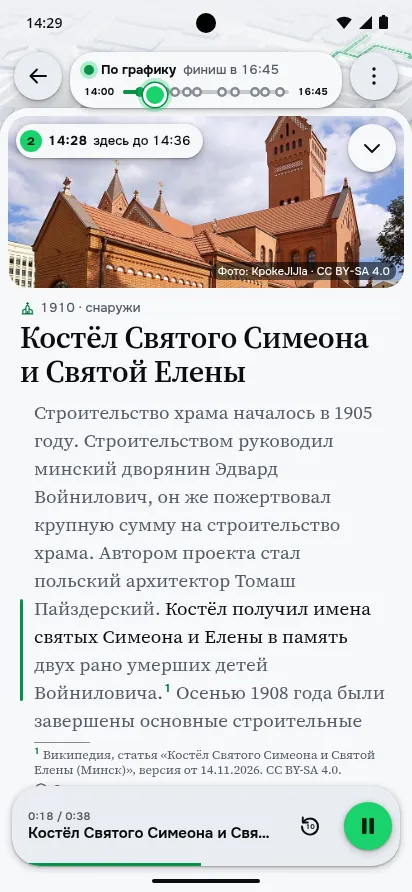 14:29
По графику финиш в 16:45
14:00 16:45
2 14:28 здесь до 14:36
Фото: KpokeJlJla · CC BY-SA 4.0
1910 · снаружи
Костёл Святого Симеона
и Святой Елены
Строительство храма началось в 1905
году. Строительством руководил
минский дворянин Эдвард
Войнилович, он же пожертвовал
крупную сумму на строительство
храма. Автором проекта стал
польский архитектор Томаш
Пайздерский. Костёл получил имена
святых Симеона и Елены в память
двух рано умерших детей
Войниловича.¹ Осенью 1908 года были
завершены основные строительные
¹ Википедия, статья «Костёл Святого Симеона и Святой
Елены (Минск)», версия от 14.11.2026. CC BY-SA 4.0.
0:18 / 0:38
Костёл Святого Симеона и Свя...
10